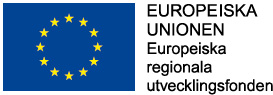 EUROPEISKA
UNIONEN
Europeiska
regionala
utvecklingsfonden